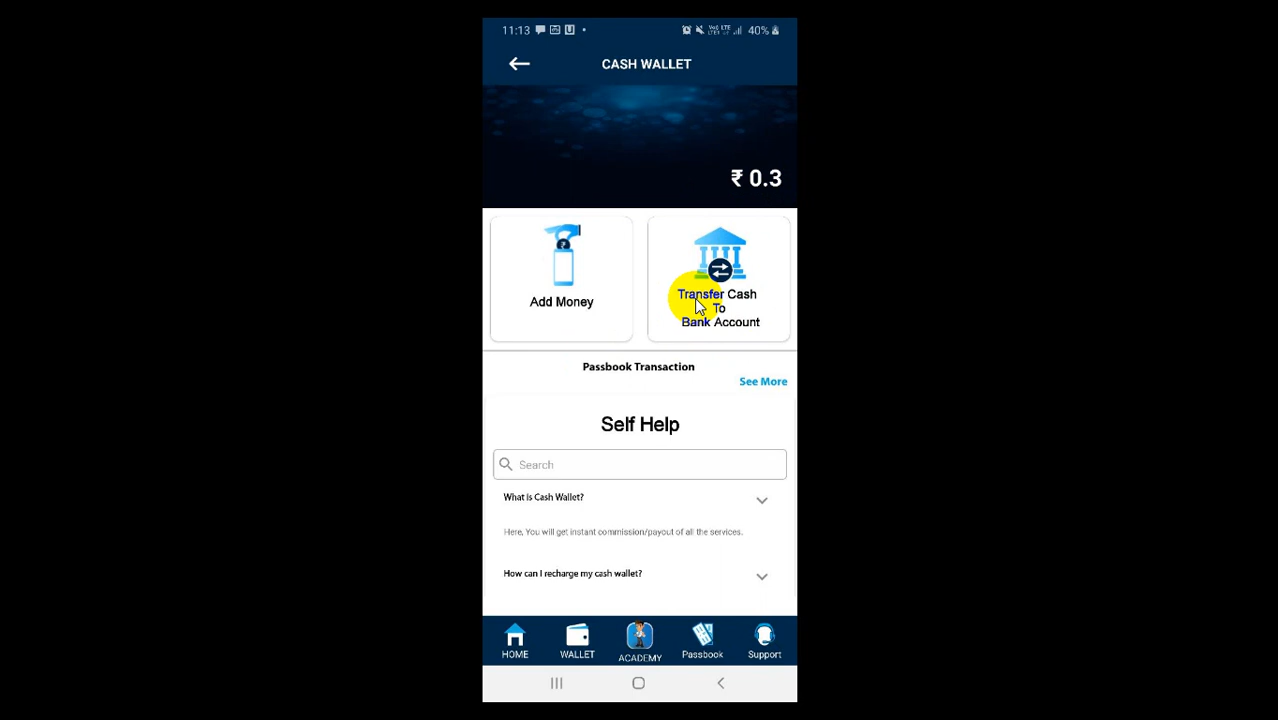 11:13
40%
CASH WALLET
₹ 0.3
Add Money
Transfer Cash
To
Bank Account
Passbook Transaction
See More
Self Help
Search
What is Cash Wallet?
Here, You will get instant commission/payout of all the services.
How can I recharge my cash wallet?
HOME
WALLET
ACADEMY
Passbook
Support